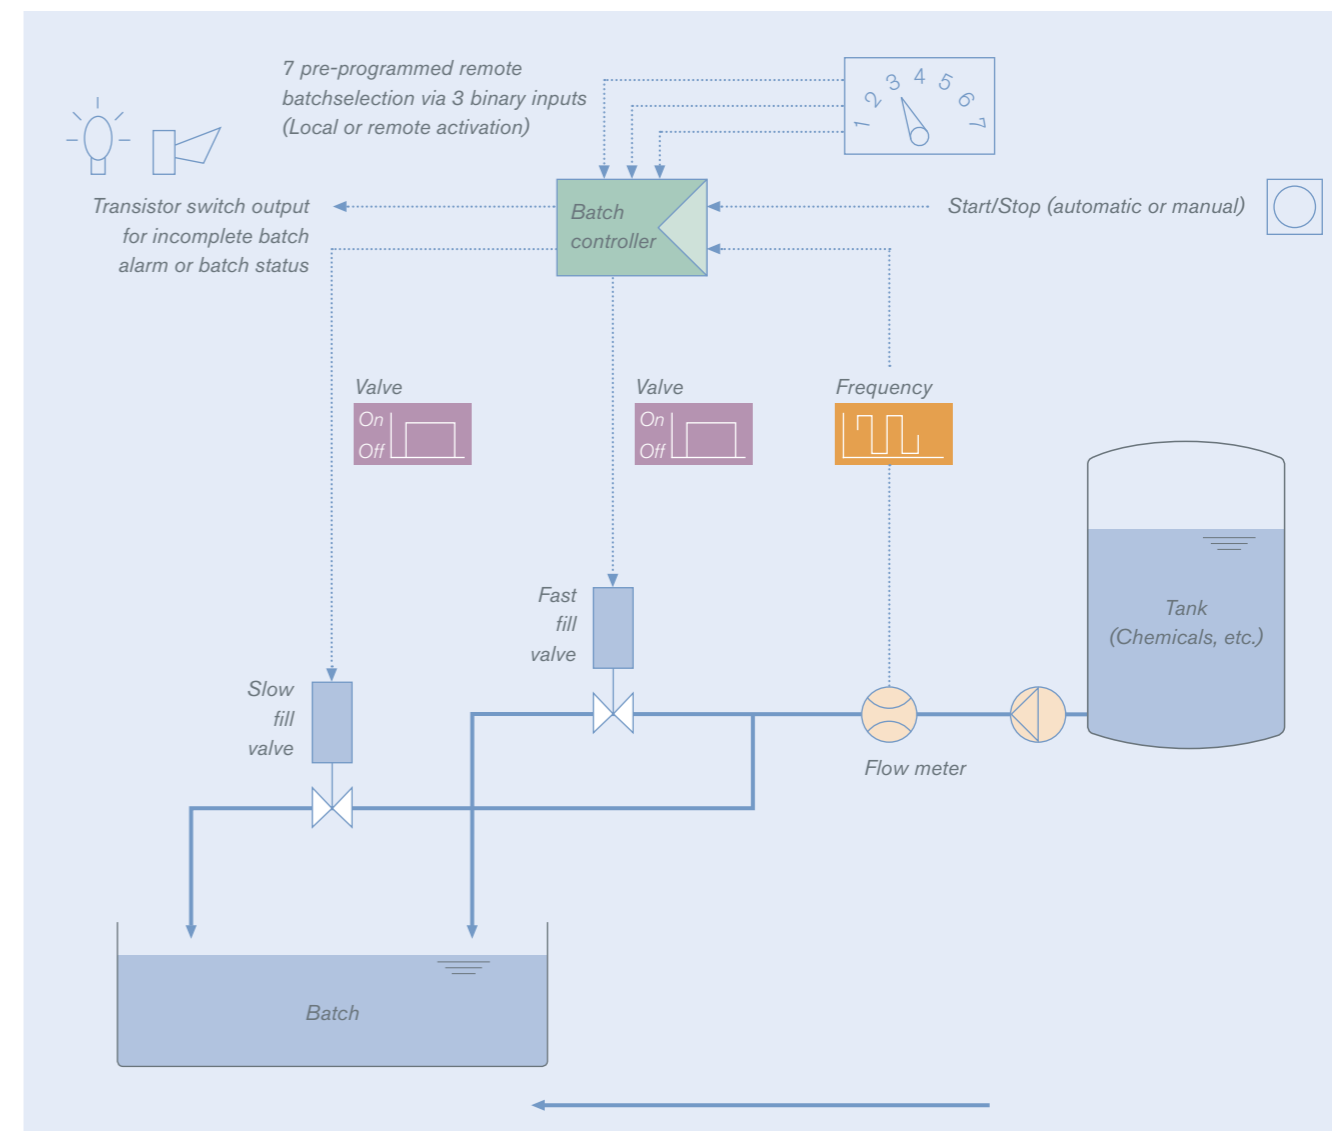 7 pre-programmed remote
batchselection via 3 binary inputs
(Local or remote activation)
1 2 3 4 5 6 7
Transistor switch output
for incomplete batch
alarm or batch status
Batch
controller
Start/Stop (automatic or manual)
Valve
On
Off
Valve
On
Off
Frequency
Fast
fill
valve
Tank
(Chemicals, etc.)
Slow
fill
valve
Flow meter
Batch